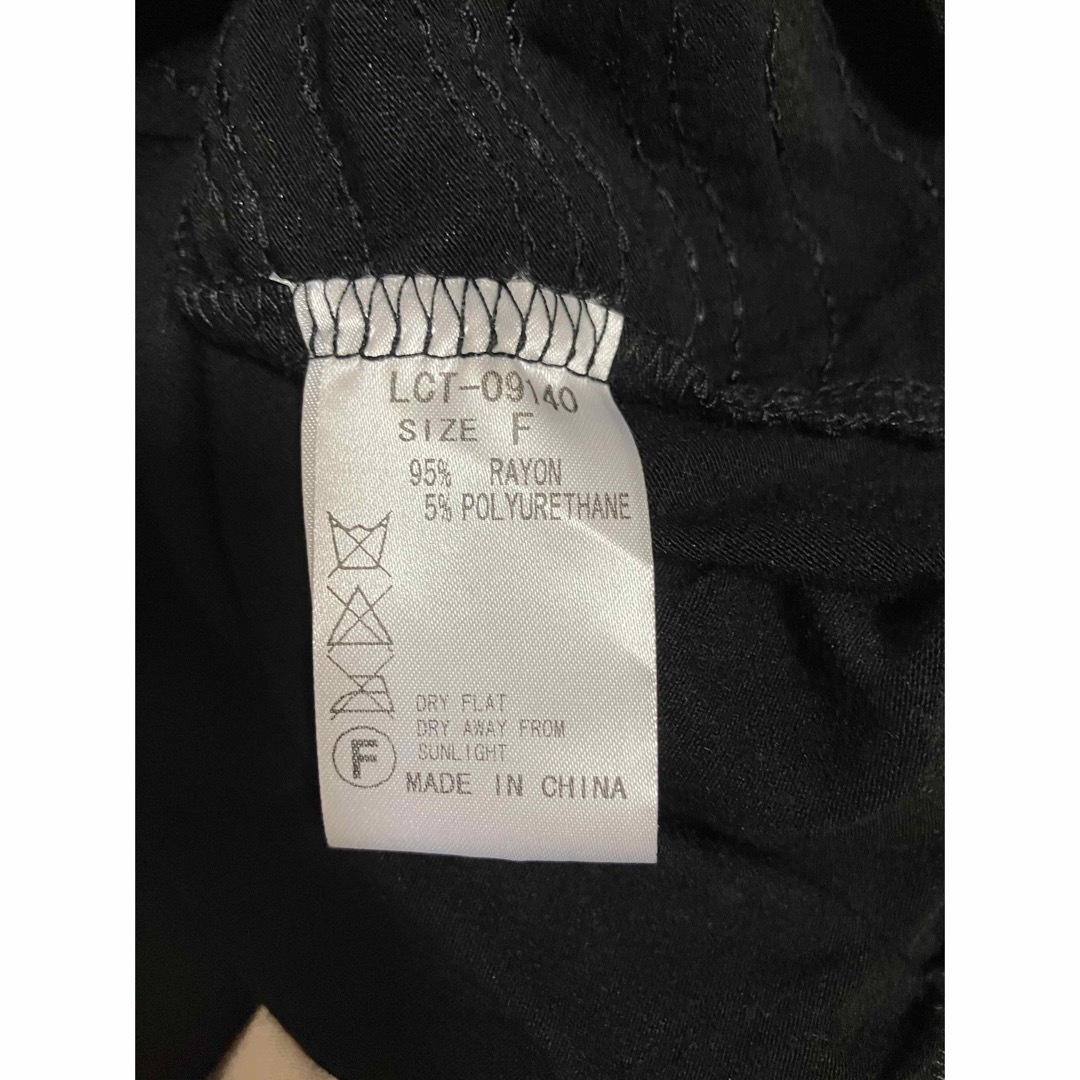 LCT-09140
SIZE F
95% RAYON
5% POLYURETHANE
DRY FLAT
DRY AWAY FROM
SUNLIGHT
F
MADE IN CHINA